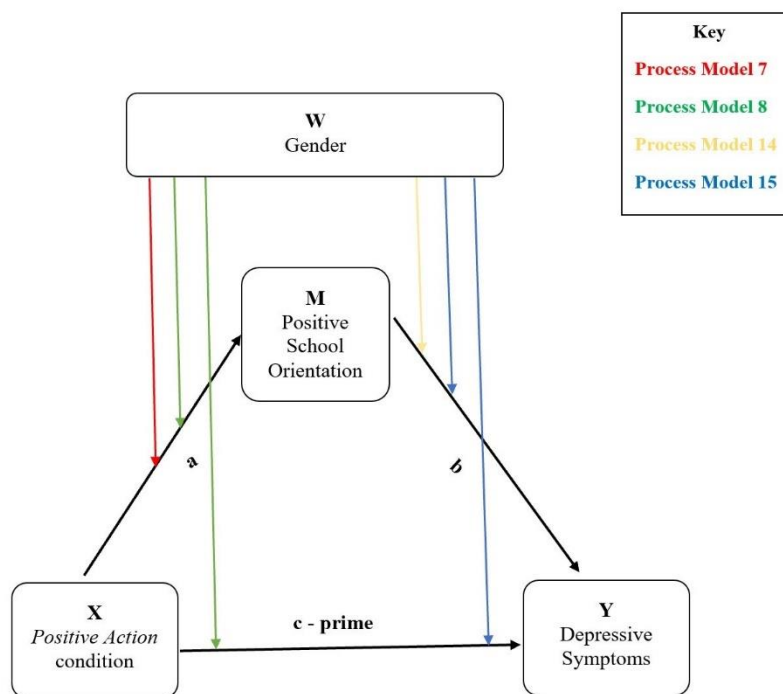 Key
Process Model 7
Process Model 8
Process Model 14
Process Model 15
W
Gender
M
Positive
School
Orientation
a
b
X
Positive Action
condition
c - prime
Y
Depressive
Symptoms